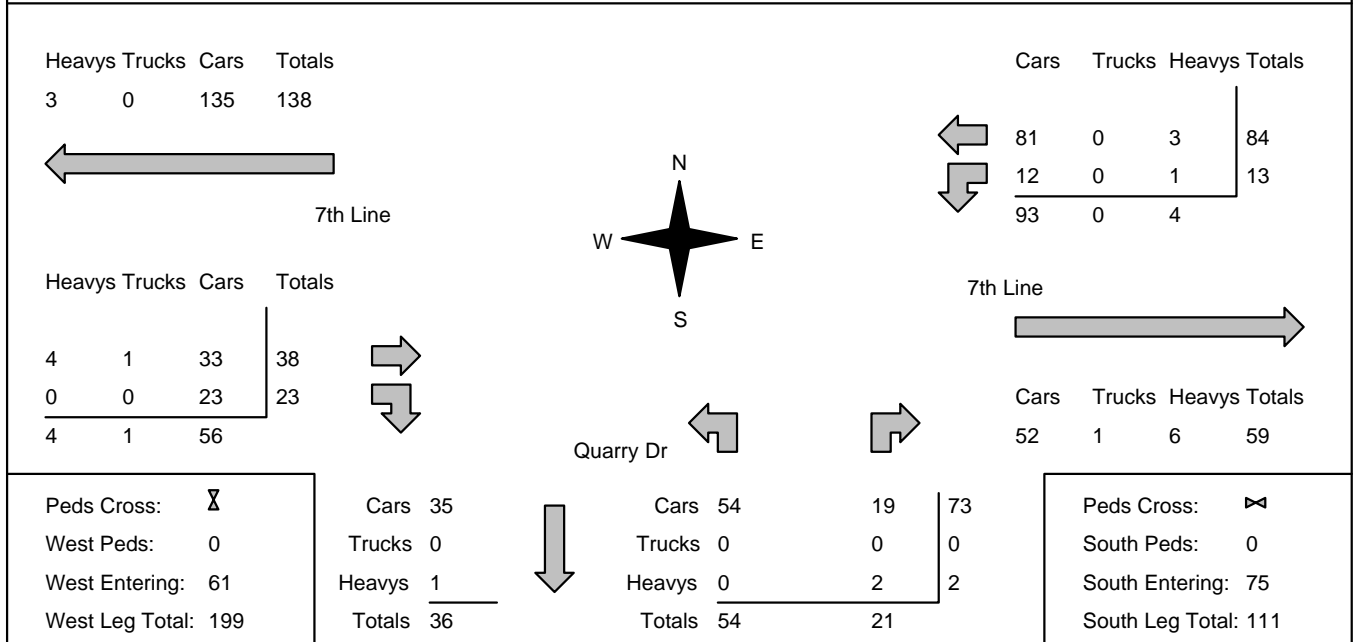 Heavys Trucks Cars Totals
3 0 135 138
7th Line
Heavys Trucks Cars Totals
4 1 33 38
0 0 23 23
4 1 56
N
W E
S
Cars Trucks Heavys Totals
81 0 3 84
12 0 1 13
93 0 4
7th Line
Cars Trucks Heavys Totals
52 1 6 59
Quarry Dr
Peds Cross:
West Peds: 0
West Entering: 61
West Leg Total: 199
Cars 35
Trucks 0
Heavys 1
Totals 36
Cars 54 19 73
Trucks 0 0 0
Heavys 0 2 2
Totals 54 21
Peds Cross:
South Peds: 0
South Entering: 75
South Leg Total: 111